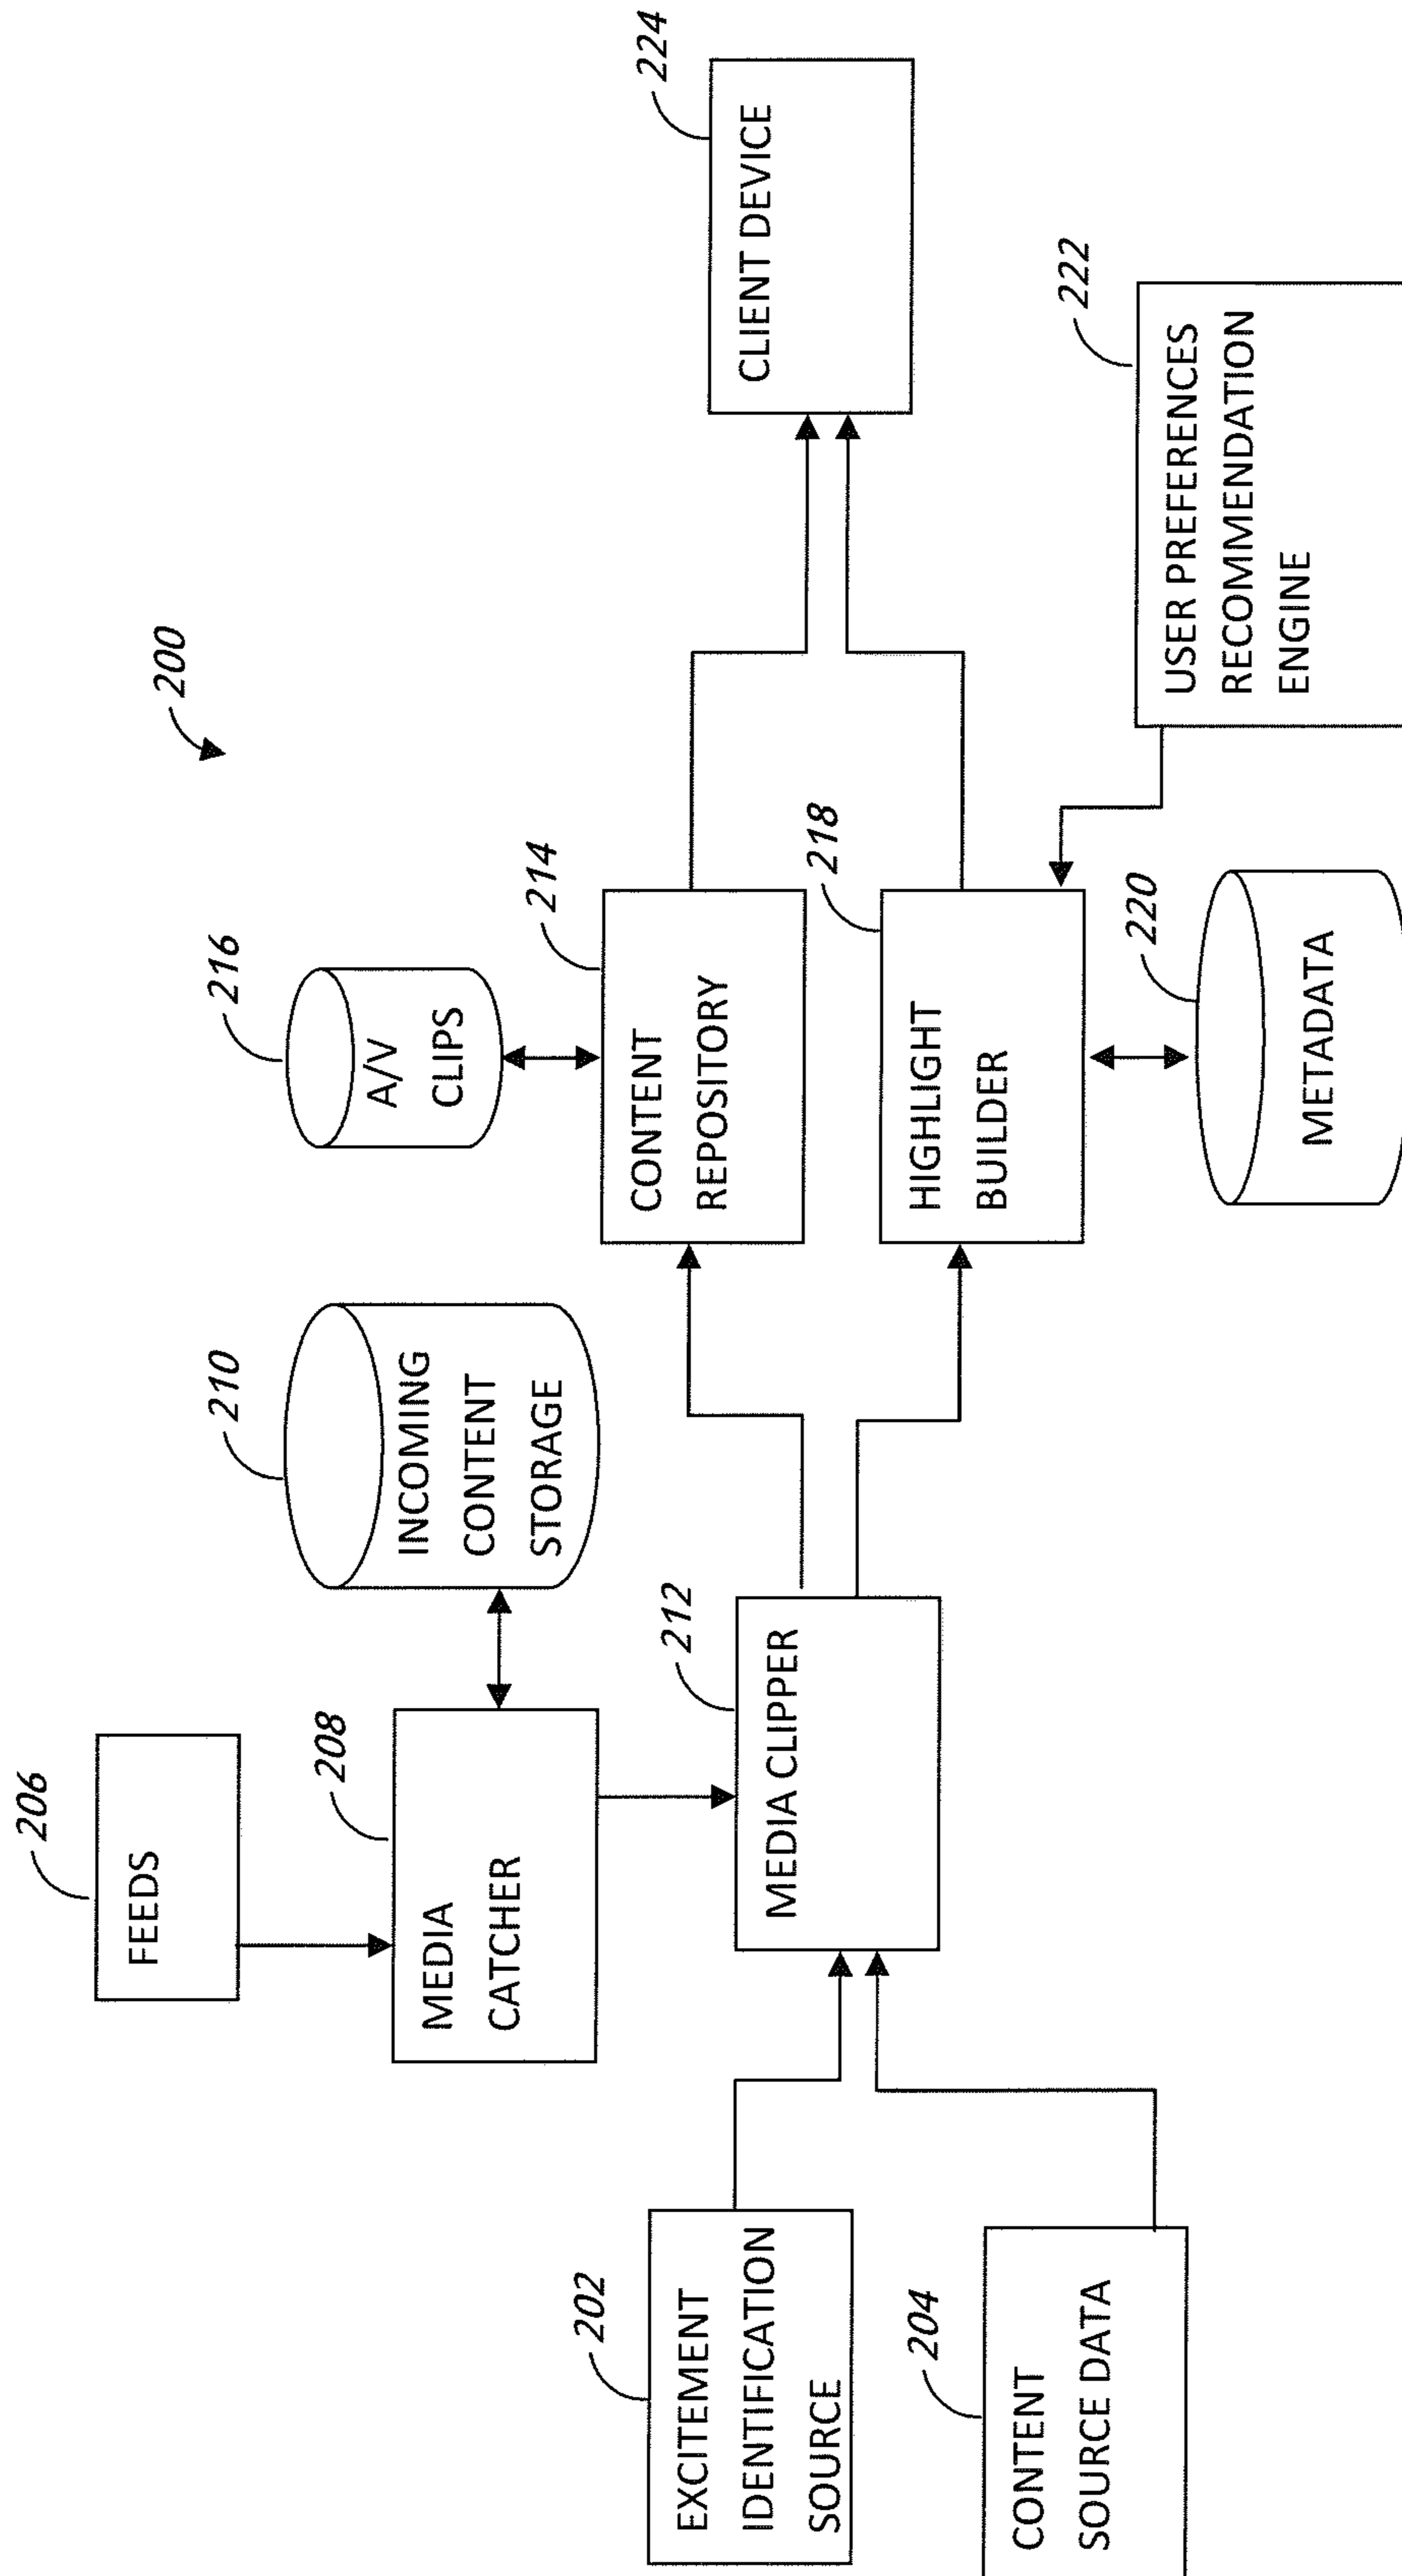 200
206
FEEDS
216
A/V
CLIPS
210
INCOMING
CONTENT
STORAGE
208
MEDIA
CATCHER
214
CONTENT
REPOSITORY
224
CLIENT DEVICE
202
EXCITEMENT
IDENTIFICATION
SOURCE
212
MEDIA CLIPPER
218
HIGHLIGHT
BUILDER
204
CONTENT
SOURCE DATA
220
METADATA
222
USER PREFERENCES
RECOMMENDATION
ENGINE